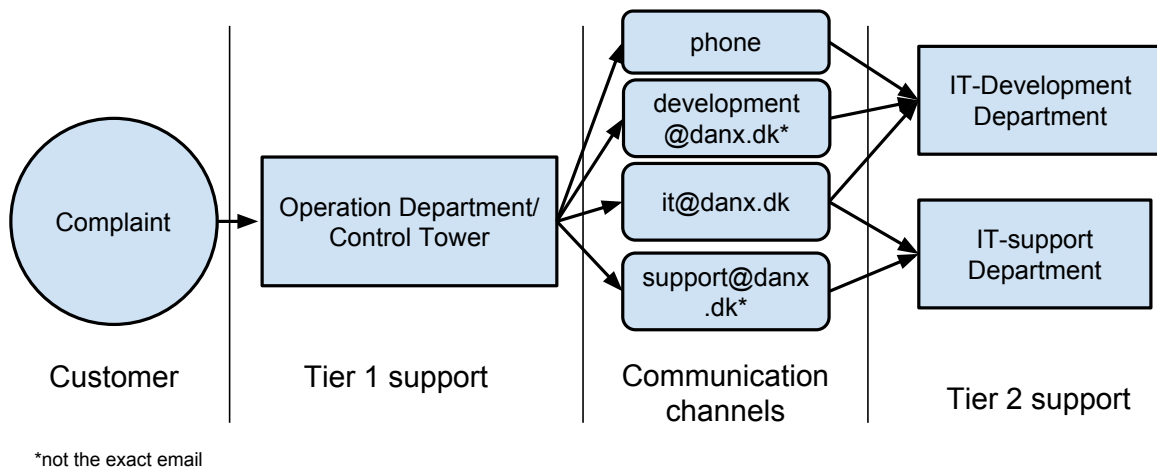 Complaint
Operation Department/
Control Tower
phone
development
@danx.dk*
it@danx.dk
support@danx
.dk*
IT-Development
Department
IT-support
Department
Customer
Tier 1 support
Communication
channels
Tier 2 support
*not the exact email